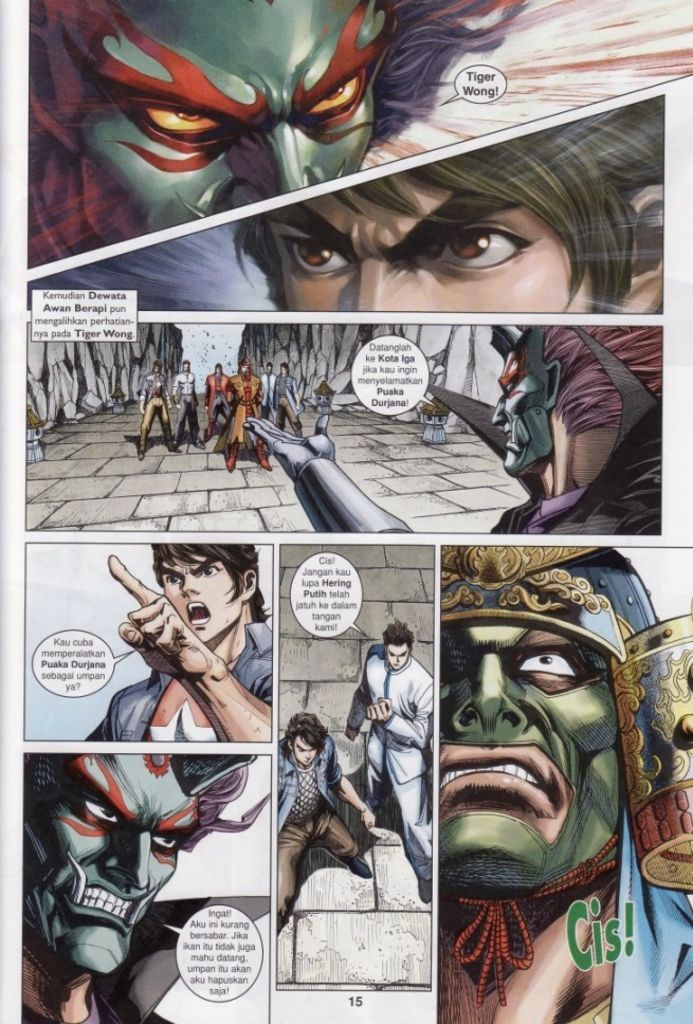 Tiger
Wong!
Kemudian Dewata
Awan Berapi pun
mengalihkan perhatian-
nya pada Tiger Wong.
Datanglah
ke Kota Iga
jika kau ingin
menyelamatkan
Puaka
Durjana!
Kau cuba
memperalatkan
Puaka Durjana
sebagai umpan
ya?
Cis!
Jangan kau
lupa Hering
Putih telah
jatuh ke dalam
tangan
kami!
Ingat!
Aku ini kurang
bersabar. Jika
ikan itu tidak juga
mahu datang,
umpan itu akan
aku hapuskan
saja!
Cis!
15